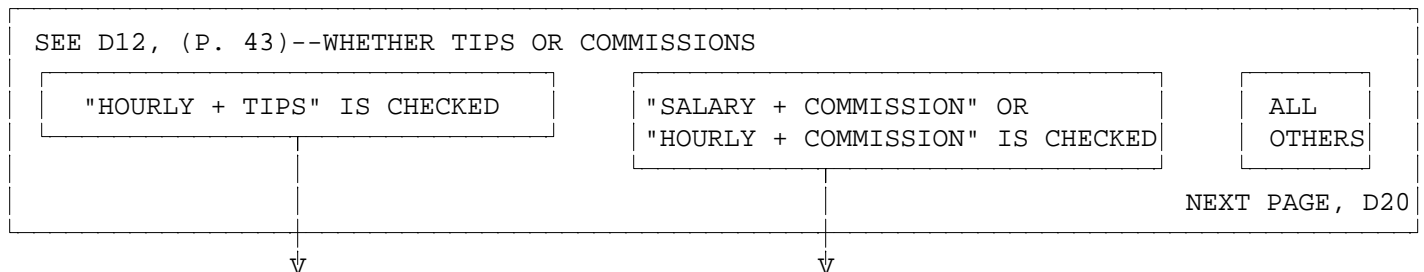 SEE D12, (P. 43)--WHETHER TIPS OR COMMISSIONS
"HOURLY + TIPS" IS CHECKED
"SALARY + COMMISSION" OR
"HOURLY + COMMISSION" IS CHECKED
ALL
OTHERS
NEXT PAGE, D20